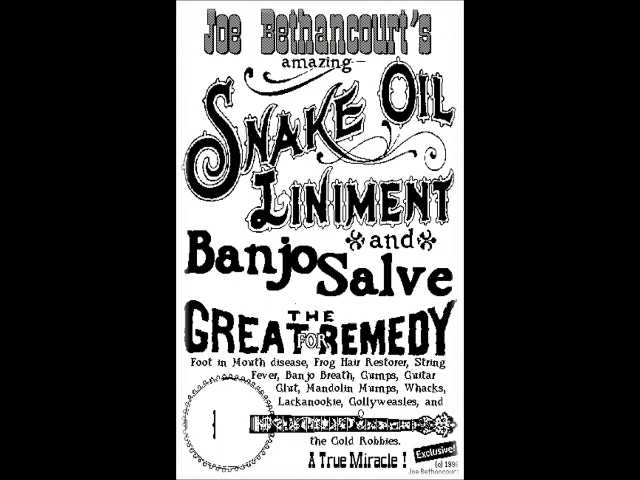 Joe Bethancourt's
amazing-
SNAKE OIL
LINIMENT
and
Banjo Salve
THE
GREAT FOR REMEDY
Foot in Mouth disease, Frog Hair Restorer, String
Fever, Banjo Breath, Gumps, Guitar
Glut, Mandolin Mumps, Whacks,
Lackanookie, Gollyweasles, and
the Cold Robbies.
A True Miracle !
Exclusive!
(c) 1996
Joe Bethancourt